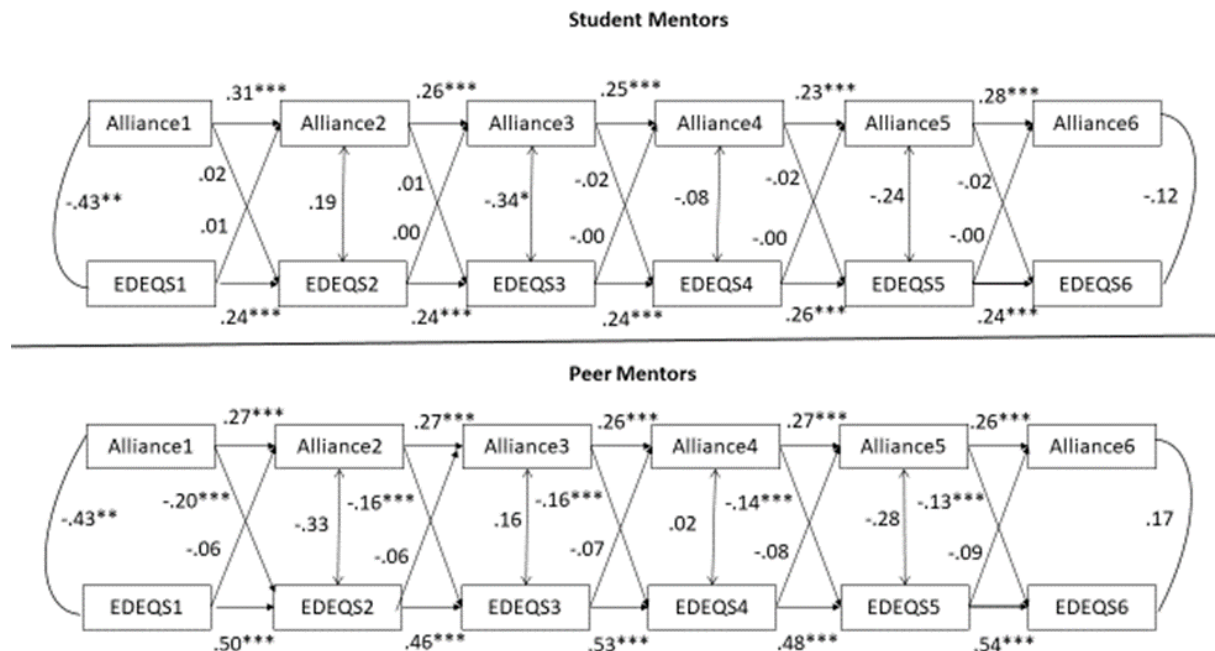 Student Mentors
.31*** .26*** .25*** .23*** .28***
Alliance1 Alliance2 Alliance3 Alliance4 Alliance5 Alliance6
-.43** .02 .19 .01 -.34* -.02 -.08 -.02 -.24 -.02 -.12
.01 .00 -.00 -.00 -.00
EDEQS1 EDEQS2 EDEQS3 EDEQS4 EDEQS5 EDEQS6
.24*** .24*** .24*** .26*** .24***
Peer Mentors
.27*** .27*** .26*** .27*** .26***
Alliance1 Alliance2 Alliance3 Alliance4 Alliance5 Alliance6
-.43** -.20*** -.33 -.16*** .16 -.16*** .02 -.14*** -.28 -.13*** .17
-.06 -.06 -.07 -.08 -.09
EDEQS1 EDEQS2 EDEQS3 EDEQS4 EDEQS5 EDEQS6
.50*** .46*** .53*** .48*** .54***